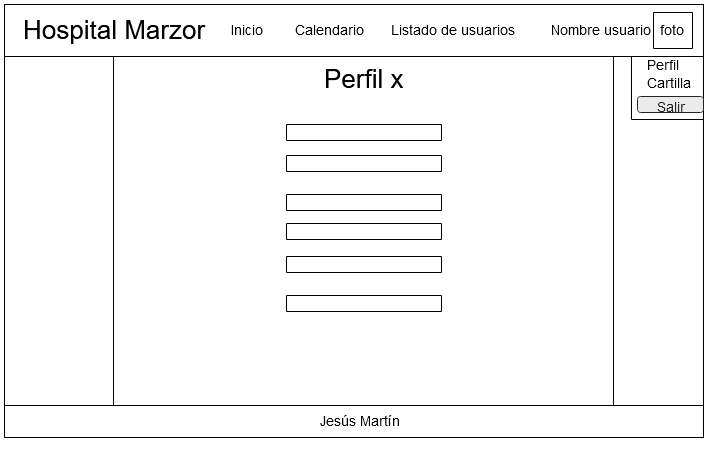 Hospital Marzor Inicio Calendario Listado de usuarios Nombre usuario foto
Perfil
Cartilla
Salir
Perfil x
Jesús Martín